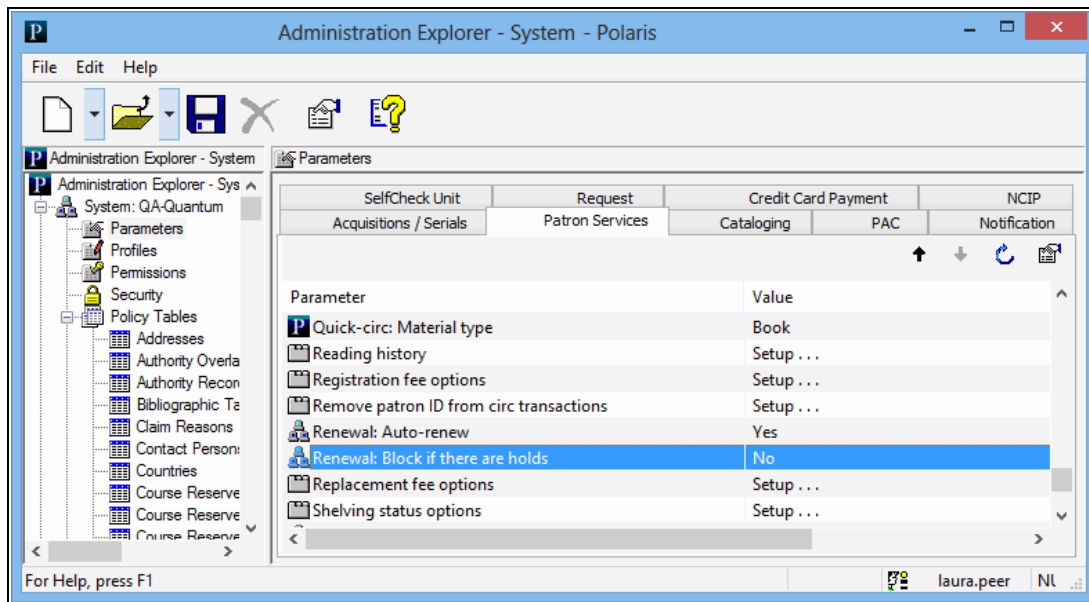 P
Administration Explorer - System - Polaris
File Edit Help
P Administration Explorer - System
Parameters
P Administration Explorer - Sys
System: QA-Quantum
Parameters
Profiles
Permissions
Security
Policy Tables
Addresses
Authority Overla
Authority Recon
Bibliographic Ta
Claim Reasons
Contact Person:
Countries
Course Reserve
Course Reserve
Course Reserve
SelfCheck Unit Request Credit Card Payment NCIP
Acquisitions / Serials Patron Services Cataloging PAC Notification
Parameter Value
P Quick-circ: Material type Book
Reading history Setup . . .
Registration fee options Setup . . .
Remove patron ID from circ transactions Setup . . .
Renewal: Auto-renew Yes
Renewal: Block if there are holds No
Replacement fee options Setup . . .
Shelving status options Setup . . .
For Help, press F1 laura.peer